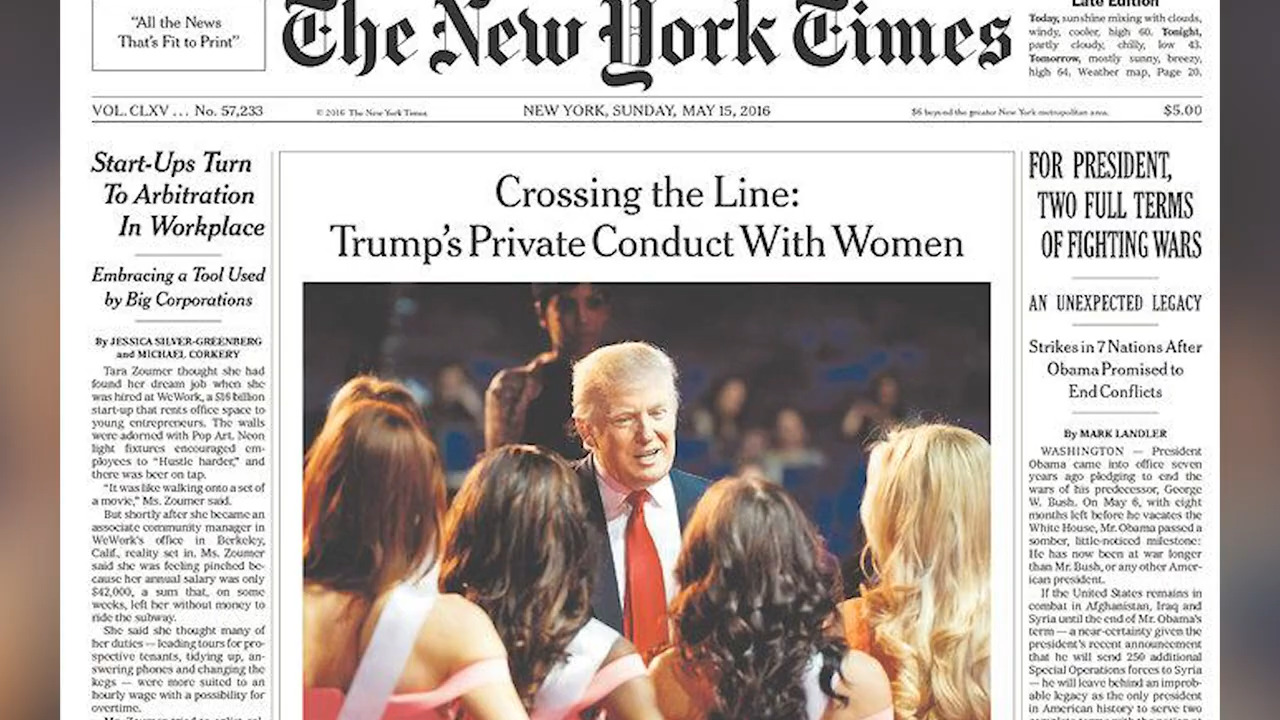 "All the News
That's Fit to Print"
The New York Times
Late Edition
Today, sunshine mixing with clouds,
windy, cooler, high 60. Tonight,
partly cloudy, chilly, low 43.
Tomorrow, mostly sunny, breezy,
high 64. Weather map, Page 20.
VOL. CLXV ... No. 57,233
© 2016 The New York Times
NEW YORK, SUNDAY, MAY 15, 2016
$6 beyond the greater New York metropolitan area.
$5.00
Start-Ups Turn
To Arbitration
In Workplace
Embracing a Tool Used
by Big Corporations
By JESSICA SILVER-GREENBERG
and MICHAEL CORKERY
Tara Zoumer thought she had
found her dream job when she
was hired at WeWork, a $16 billion
start-up that rents office space to
young entrepreneurs. The walls
were adorned with Pop Art. Neon
light fixtures encouraged em-
ployees to "Hustle harder," and
there was beer on tap.
"It was like walking onto a set of
a movie," Ms. Zoumer said.
But shortly after she became an
associate community manager in
WeWork's office in Berkeley,
Calif., reality set in. Ms. Zoumer
said she was feeling pinched be-
cause her annual salary was only
$42,000, a sum that, on some
weeks, left her without money to
ride the subway.
She said she thought many of
her duties — leading tours for pro-
spective tenants, tidying up, an-
swering phones and changing the
kegs — were more suited to an
hourly wage with a possibility for
overtime.
Crossing the Line:
Trump's Private Conduct With Women
FOR PRESIDENT,
TWO FULL TERMS
OF FIGHTING WARS
AN UNEXPECTED LEGACY
Strikes in 7 Nations After
Obama Promised to
End Conflicts
By MARK LANDLER
WASHINGTON — President
Obama came into office seven
years ago pledging to end the
wars of his predecessor, George
W. Bush. On May 6, with eight
months left before he vacates the
White House, Mr. Obama passed a
somber, little-noticed milestone:
He has now been at war longer
than Mr. Bush, or any other Amer-
ican president.
If the United States remains in
combat in Afghanistan, Iraq and
Syria until the end of Mr. Obama's
term — a near-certainty given the
president's recent announcement
that he will send 250 additional
Special Operations forces to Syria
— he will leave behind an improb-
able legacy as the only president
in American history to serve two